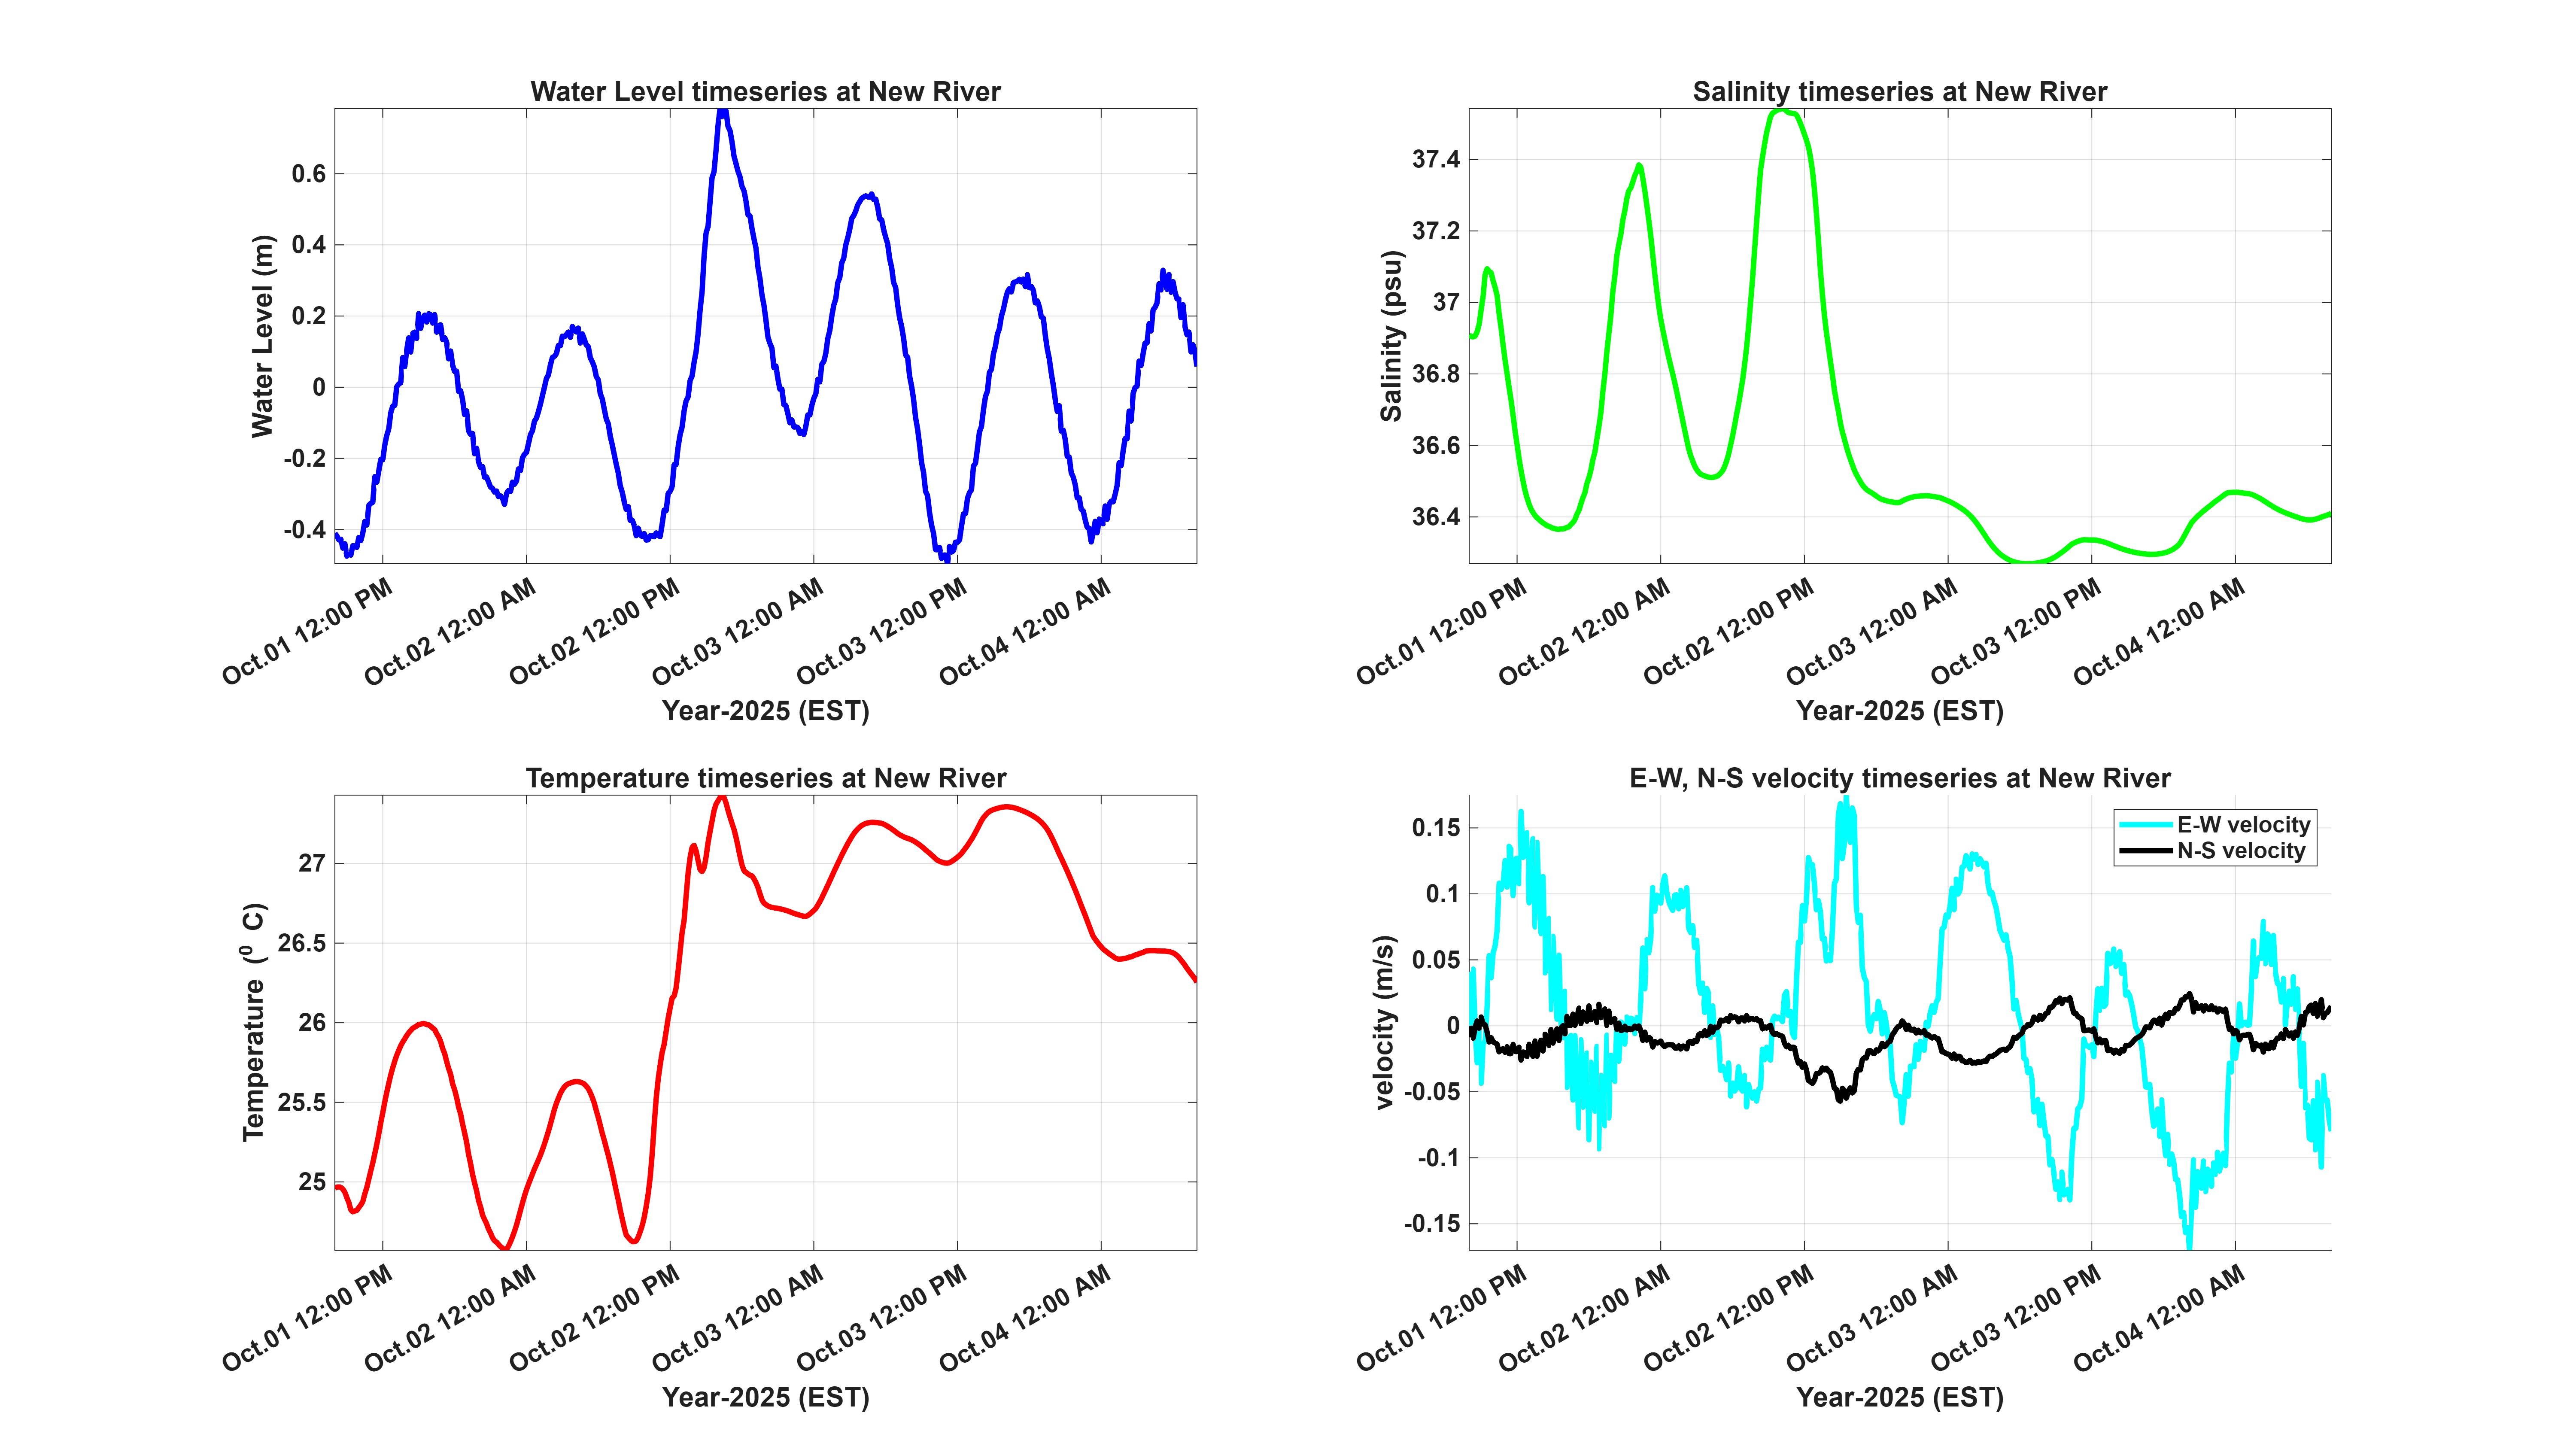 Water Level timeseries at New River
Water Level (m)
0.6
0.4
0.2
0
-0.2
-0.4
Oct.01 12:00 PM
Oct.02 12:00 AM
Oct.02 12:00 PM
Oct.03 12:00 AM
Oct.03 12:00 PM
Oct.04 12:00 AM
Year-2025 (EST)
Salinity timeseries at New River
Salinity (psu)
37.4
37.2
37
36.8
36.6
36.4
Oct.01 12:00 PM
Oct.02 12:00 AM
Oct.02 12:00 PM
Oct.03 12:00 AM
Oct.03 12:00 PM
Oct.04 12:00 AM
Year-2025 (EST)
Temperature timeseries at New River
Temperature (⁰ C)
27
26.5
26
25.5
25
Oct.01 12:00 PM
Oct.02 12:00 AM
Oct.02 12:00 PM
Oct.03 12:00 AM
Oct.03 12:00 PM
Oct.04 12:00 AM
Year-2025 (EST)
E-W, N-S velocity timeseries at New River
velocity (m/s)
0.15
0.1
0.05
0
-0.05
-0.1
-0.15
E-W velocity
N-S velocity
Oct.01 12:00 PM
Oct.02 12:00 AM
Oct.02 12:00 PM
Oct.03 12:00 AM
Oct.03 12:00 PM
Oct.04 12:00 AM
Year-2025 (EST)